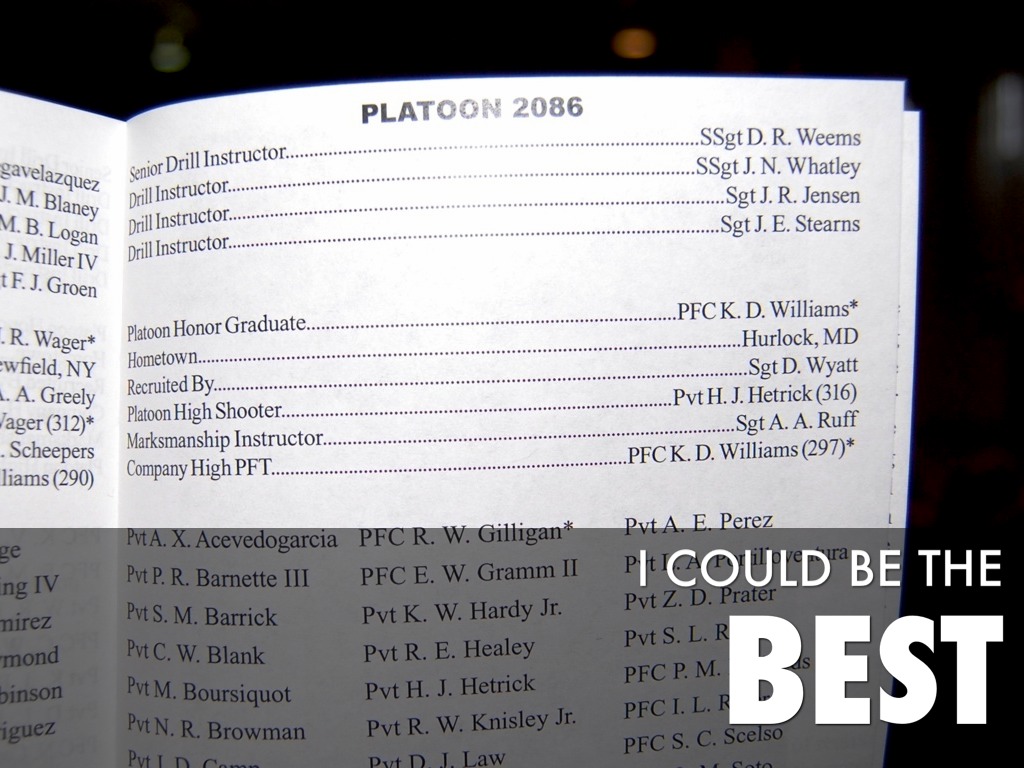 gavelazquez
J. M. Blaney
M. B. Logan
J. Miller IV
t F. J. Groen
. R. Wager*
ewfield, NY
A. A. Greely
Wager (312)*
. Scheepers
lliams (290)
ge
ing IV
mirez
ymond
binson
iguez
PLATOON 2086
Senior Drill Instructor SSgt D. R. Weems
Drill Instructor SSgt J. N. Whatley
Drill Instructor Sgt J. R. Jensen
Drill Instructor Sgt J. E. Stearns
Platoon Honor Graduate PFC K. D. Williams*
Hometown Hurlock, MD
Recruited By Sgt D. Wyatt
Platoon High Shooter Pvt H. J. Hetrick (316)
Marksmanship Instructor Sgt A. A. Ruff
Company High PFT PFC K. D. Williams (297)*
Pvt A. X. Acevedogarcia PFC R. W. Gilligan* Pvt A. E. Perez
Pvt P. R. Barnette III PFC E. W. Gramm II Pvt
Pvt S. M. Barrick Pvt K. W. Hardy Jr. Pvt Z. D. Prater
Pvt C. W. Blank Pvt R. E. Healey Pvt S. L. R
Pvt M. Boursiquot Pvt H. J. Hetrick PFC P. M.
Pvt N. R. Browman Pvt R. W. Knisley Jr. PFC I. L. R
Pvt D. J. Law PFC S. C. Scelso
I COULD BE THE
BEST